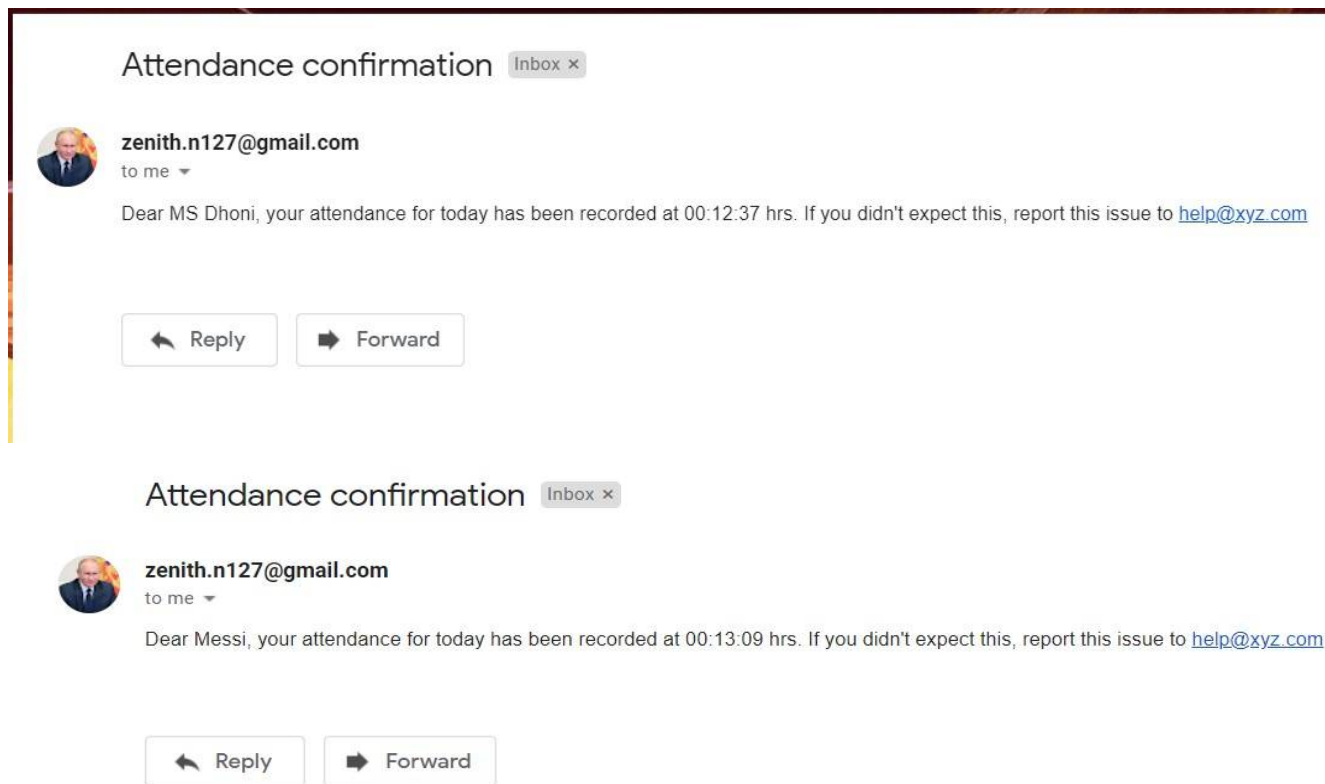 Attendance confirmation Inbox ×
zenith.n127@gmail.com
to me
Dear MS Dhoni, your attendance for today has been recorded at 00:12:37 hrs. If you didn't expect this, report this issue to help@xyz.com
Reply Forward
Attendance confirmation Inbox ×
zenith.n127@gmail.com
to me
Dear Messi, your attendance for today has been recorded at 00:13:09 hrs. If you didn't expect this, report this issue to help@xyz.com
Reply Forward